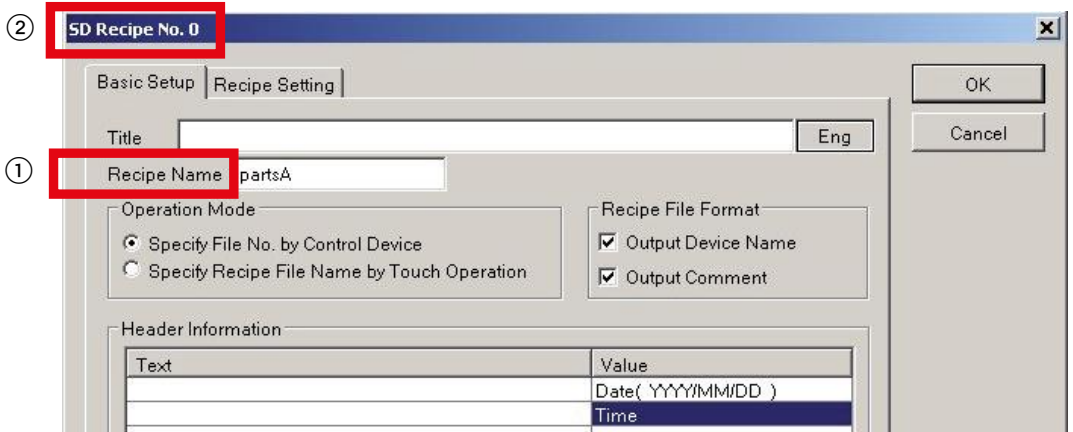 ② SD Recipe No. 0
Basic Setup Recipe Setting OK
Title Eng Cancel
① Recipe Name partsA
Operation Mode Recipe File Format
Specify File No. by Control Device Output Device Name
Specify Recipe File Name by Touch Operation Output Comment
Header Information
Text Value
Date( YYYY/MM/DD )
Time